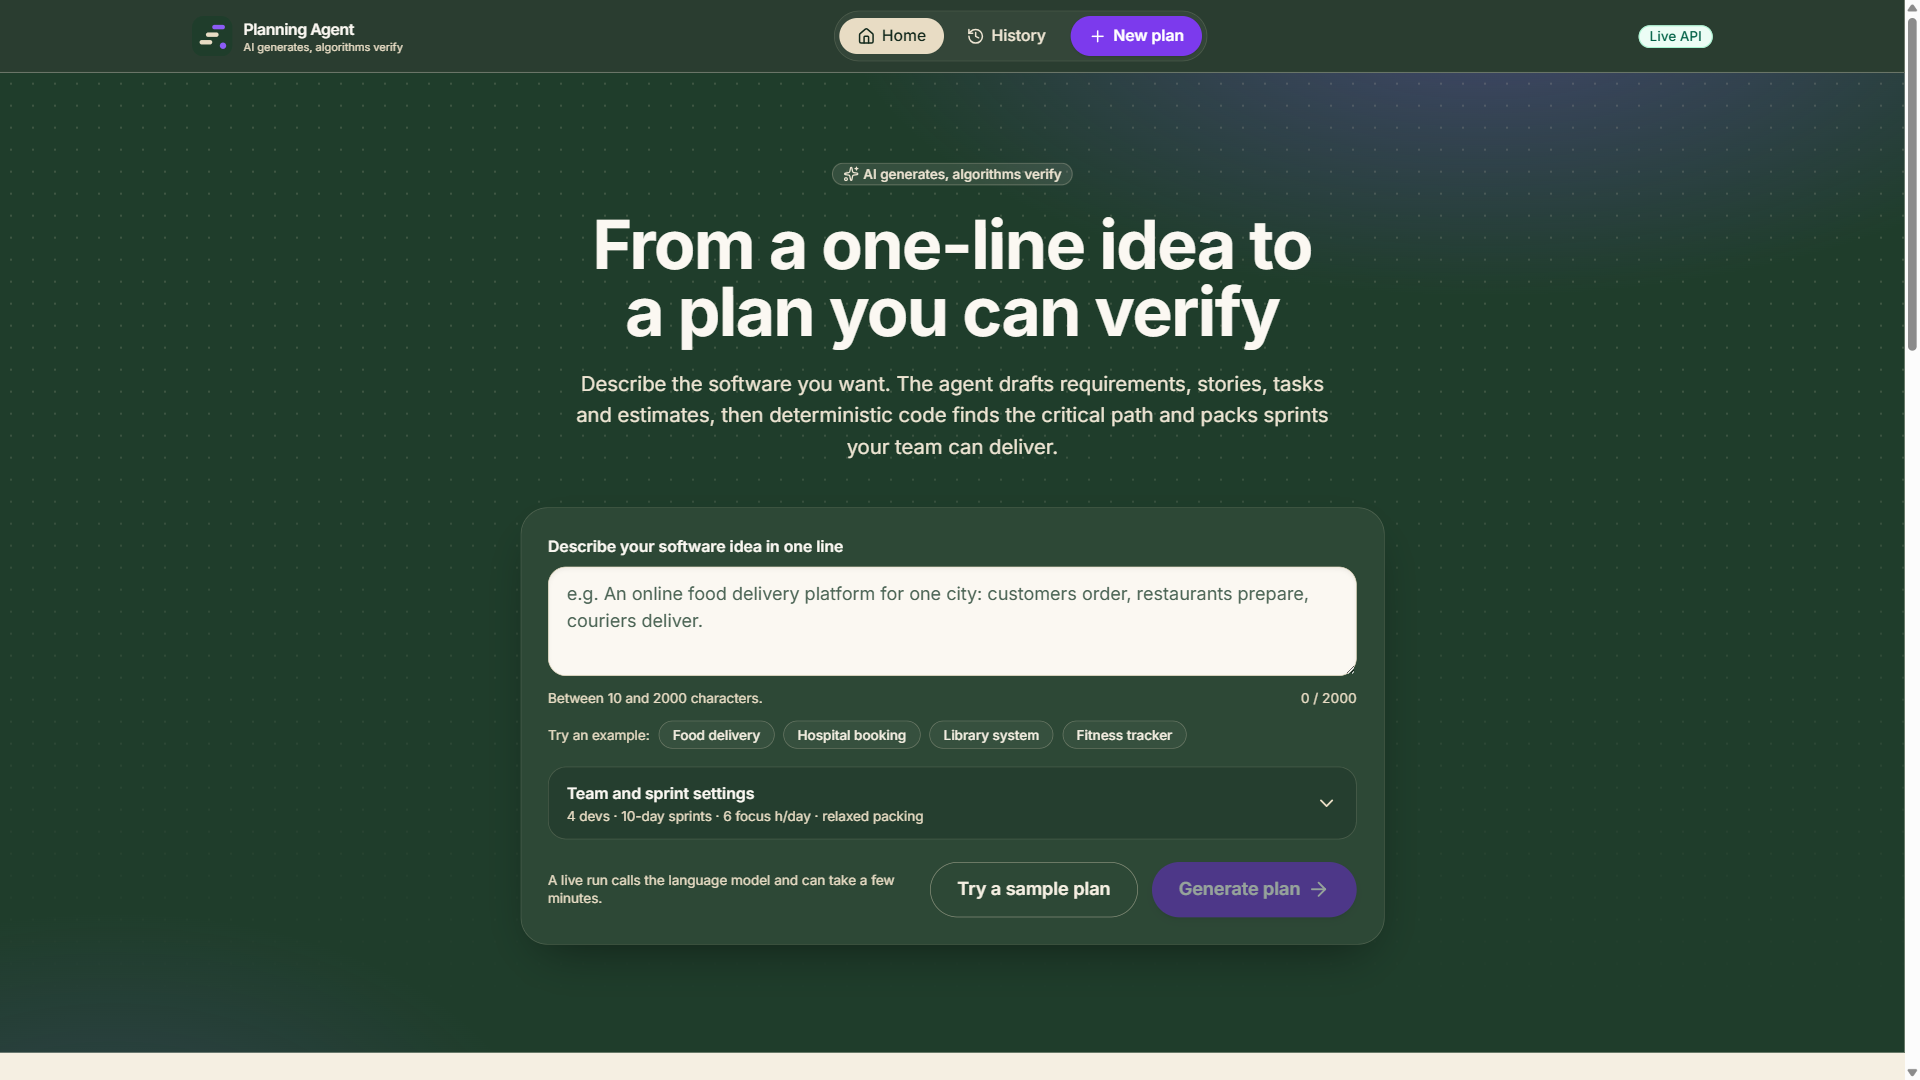 Planning Agent
AI generates, algorithms verify
Home
History
New plan
Live API
AI generates, algorithms verify
From a one-line idea to
a plan you can verify
Describe the software you want. The agent drafts requirements, stories, tasks
and estimates, then deterministic code finds the critical path and packs sprints
your team can deliver.
Describe your software idea in one line
e.g. An online food delivery platform for one city: customers order, restaurants prepare,
couriers deliver.
Between 10 and 2000 characters.
0 / 2000
Try an example:
Food delivery
Hospital booking
Library system
Fitness tracker
Team and sprint settings
4 devs · 10-day sprints · 6 focus h/day · relaxed packing
A live run calls the language model and can take a few
minutes.
Try a sample plan
Generate plan